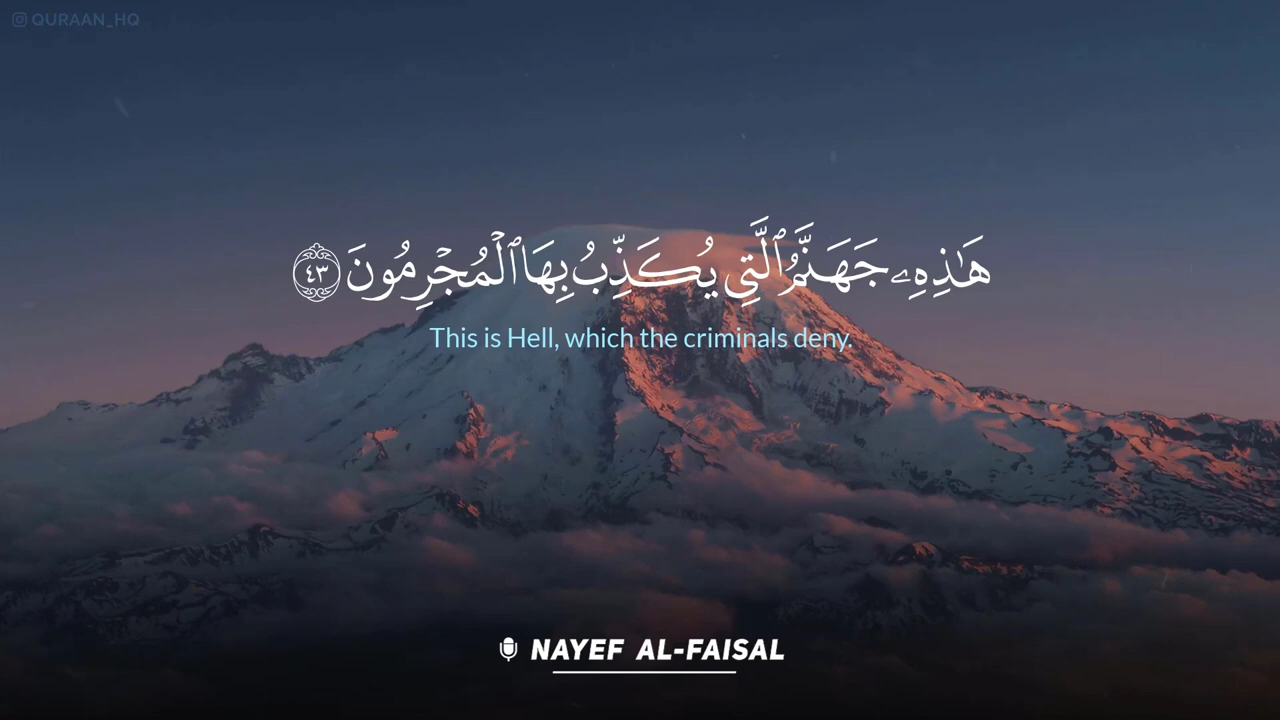 QURAAN_HQ
هَٰذِهِۦ جَهَنَّمُ ٱلَّتِي يُكَذِّبُ بِهَا ٱلْمُجْرِمُونَ ٤٣
This is Hell, which the criminals deny.
NAYEF AL-FAISAL